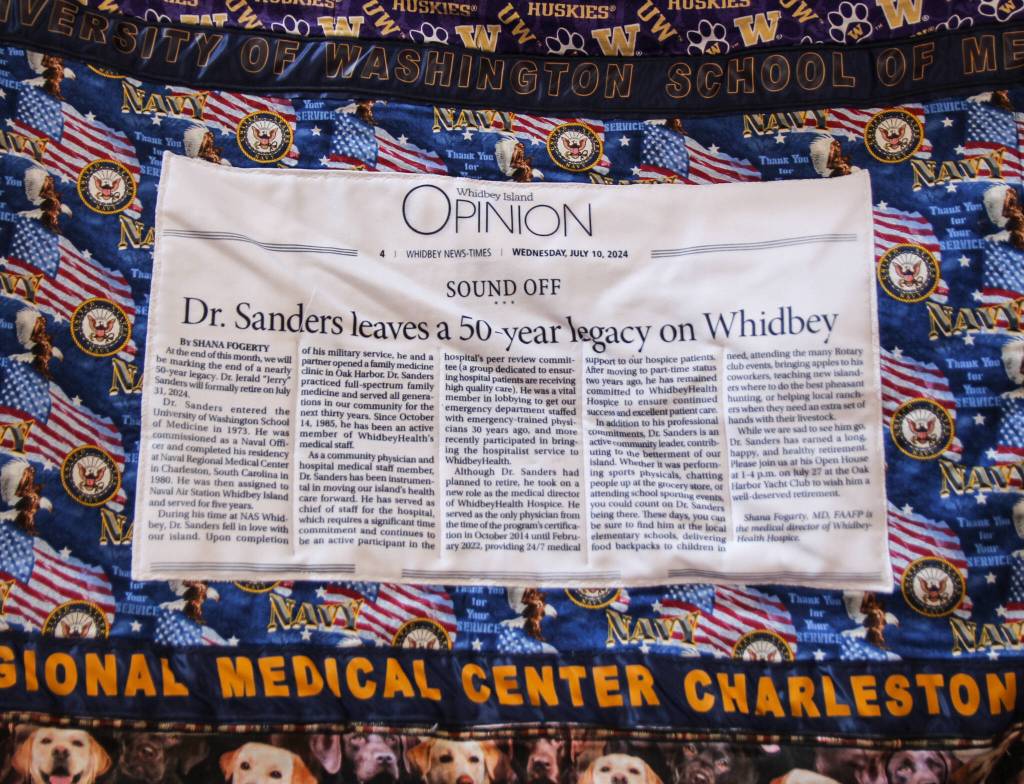 HUSKIES
HUSKIES
UW
W
VERSITY OF WASHINGTON SCHOOL OF ME
NAVY
Thank You
for
Your
SERVICE
Whidbey Island
OPINION
4 | WHIDBEY NEWS-TIMES | WEDNESDAY, JULY 10, 2024
SOUND OFF
Dr. Sanders leaves a 50-year legacy on Whidbey
By SHANA FOGERTY
At the end of this month, we will
be marking the end of a nearly
50-year legacy. Dr. Jerald "Jerry"
Sanders will formally retire on July
31, 2024.
Dr. Sanders entered the
University of Washington School
of Medicine in 1973. He was
commissioned as a Naval Offi-
cer and completed his residency
at Naval Regional Medical Center
in Charleston, South Carolina in
1980. He was then assigned to
Naval Air Station Whidbey Island
and served for five years.
During his time at NAS Whid-
bey, Dr. Sanders fell in love with
our island. Upon completion
of his military service, he and a
partner opened a family medicine
clinic in Oak Harbor. Dr. Sanders
practiced full-spectrum family
medicine and served all genera-
tions in our community for the
next thirty years. Since October
14, 1985, he has been an active
member of WhidbeyHealth's
medical staff.
As a community physician and
hospital medical staff member,
Dr. Sanders has been instrumen-
tal in moving our island's health
care forward. He has served as
chief of staff for the hospital,
which requires a significant time
commitment and continues to
be an active participant in the
hospital's peer review commit-
tee (a group dedicated to ensur-
ing hospital patients are receiving
high quality care). He was a vital
member in lobbying to get our
emergency department staffed
with emergency-trained physi-
cians 30 years ago, and more
recently participated in bring-
ing the hospitalist service to
WhidbeyHealth.
Although Dr. Sanders had
planned to retire, he took on a
new role as the medical director
of WhidbeyHealth Hospice. He
served as the only physician from
the time of the program's certifica-
tion in October 2014 until Febru-
ary 2022, providing 24/7 medical
support to our hospice patients.
After moving to part-time status
two years ago, he has remained
committed to WhidbeyHealth
Hospice to ensure continued
success and excellent patient care.
In addition to his professional
commitments, Dr. Sanders is an
active community leader, contrib-
uting to the betterment of our
island. Whether it was perform-
ing sports physicals, chatting
people up at the grocery store, or
attending school sporting events,
you could count on Dr. Sanders
being there. These days, you can
be sure to find him at the local
elementary schools, delivering
food backpacks to children in
need, attending the many Rotary
club events, bringing apples to his
coworkers, teaching new island-
ers where to do the best pheasant
hunting, or helping local ranch-
ers when they need an extra set of
hands with their livestock.
While we are sad to see him go,
Dr. Sanders has earned a long,
happy, and healthy retirement.
Please join us at his Open House
at 1-4 p.m. on July 27 at the Oak
Harbor Yacht Club to wish him a
well-deserved retirement.
Shana Fogarty, MD, FAAFP is
the medical director of Whidbey-
Health Hospice.
GIONAL MEDICAL CENTER CHARLESTON